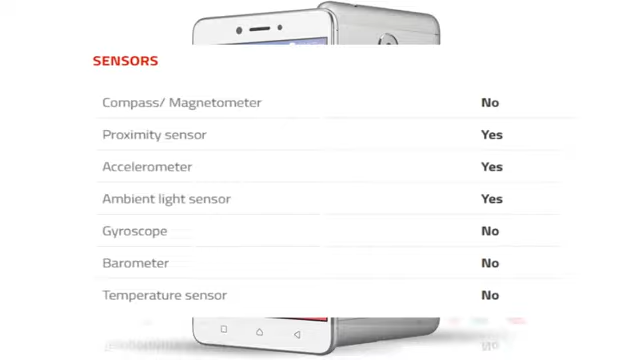 SENSORS
Compass/ Magnetometer No
Proximity sensor Yes
Accelerometer Yes
Ambient light sensor Yes
Gyroscope No
Barometer No
Temperature sensor No